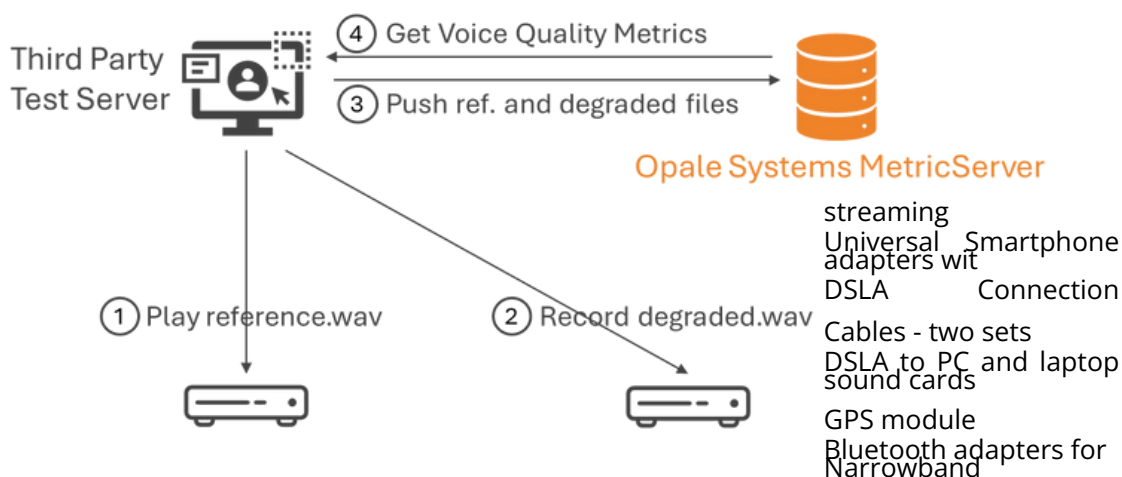 4 Get Voice Quality Metrics
Third Party
Test Server
3 Push ref. and degraded files
Opale Systems MetricServer
1 Play reference.wav
2 Record degraded.wav
streaming
Universal Smartphone
adapters wit
DSLA Connection
Cables - two sets
DSLA to PC and laptop
sound cards
GPS module
Bluetooth adapters for
Narrowband